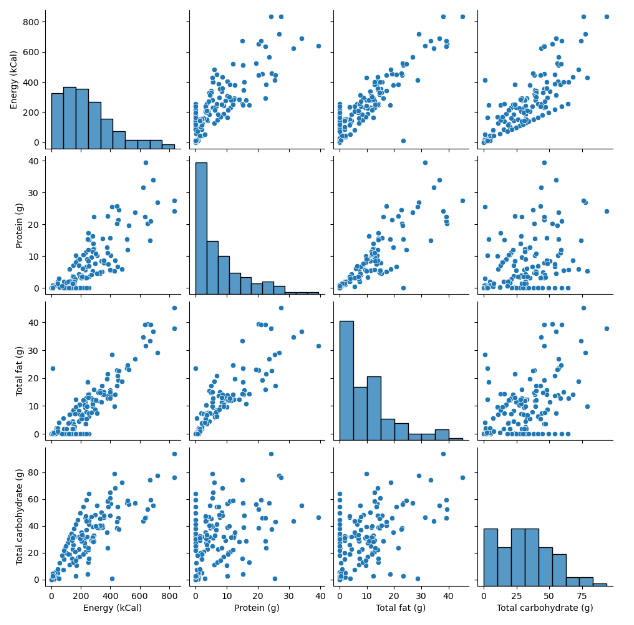 Energy (kCal)
800
600
400
200
0
Protein (g)
40
30
20
10
0
Total fat (g)
40
30
20
10
0
Total carbohydrate (g)
80
60
40
20
0
0 200 400 600 800
0 10 20 30 40
0 20 40
0 25 50 75
Energy (kCal) Protein (g) Total fat (g) Total carbohydrate (g)